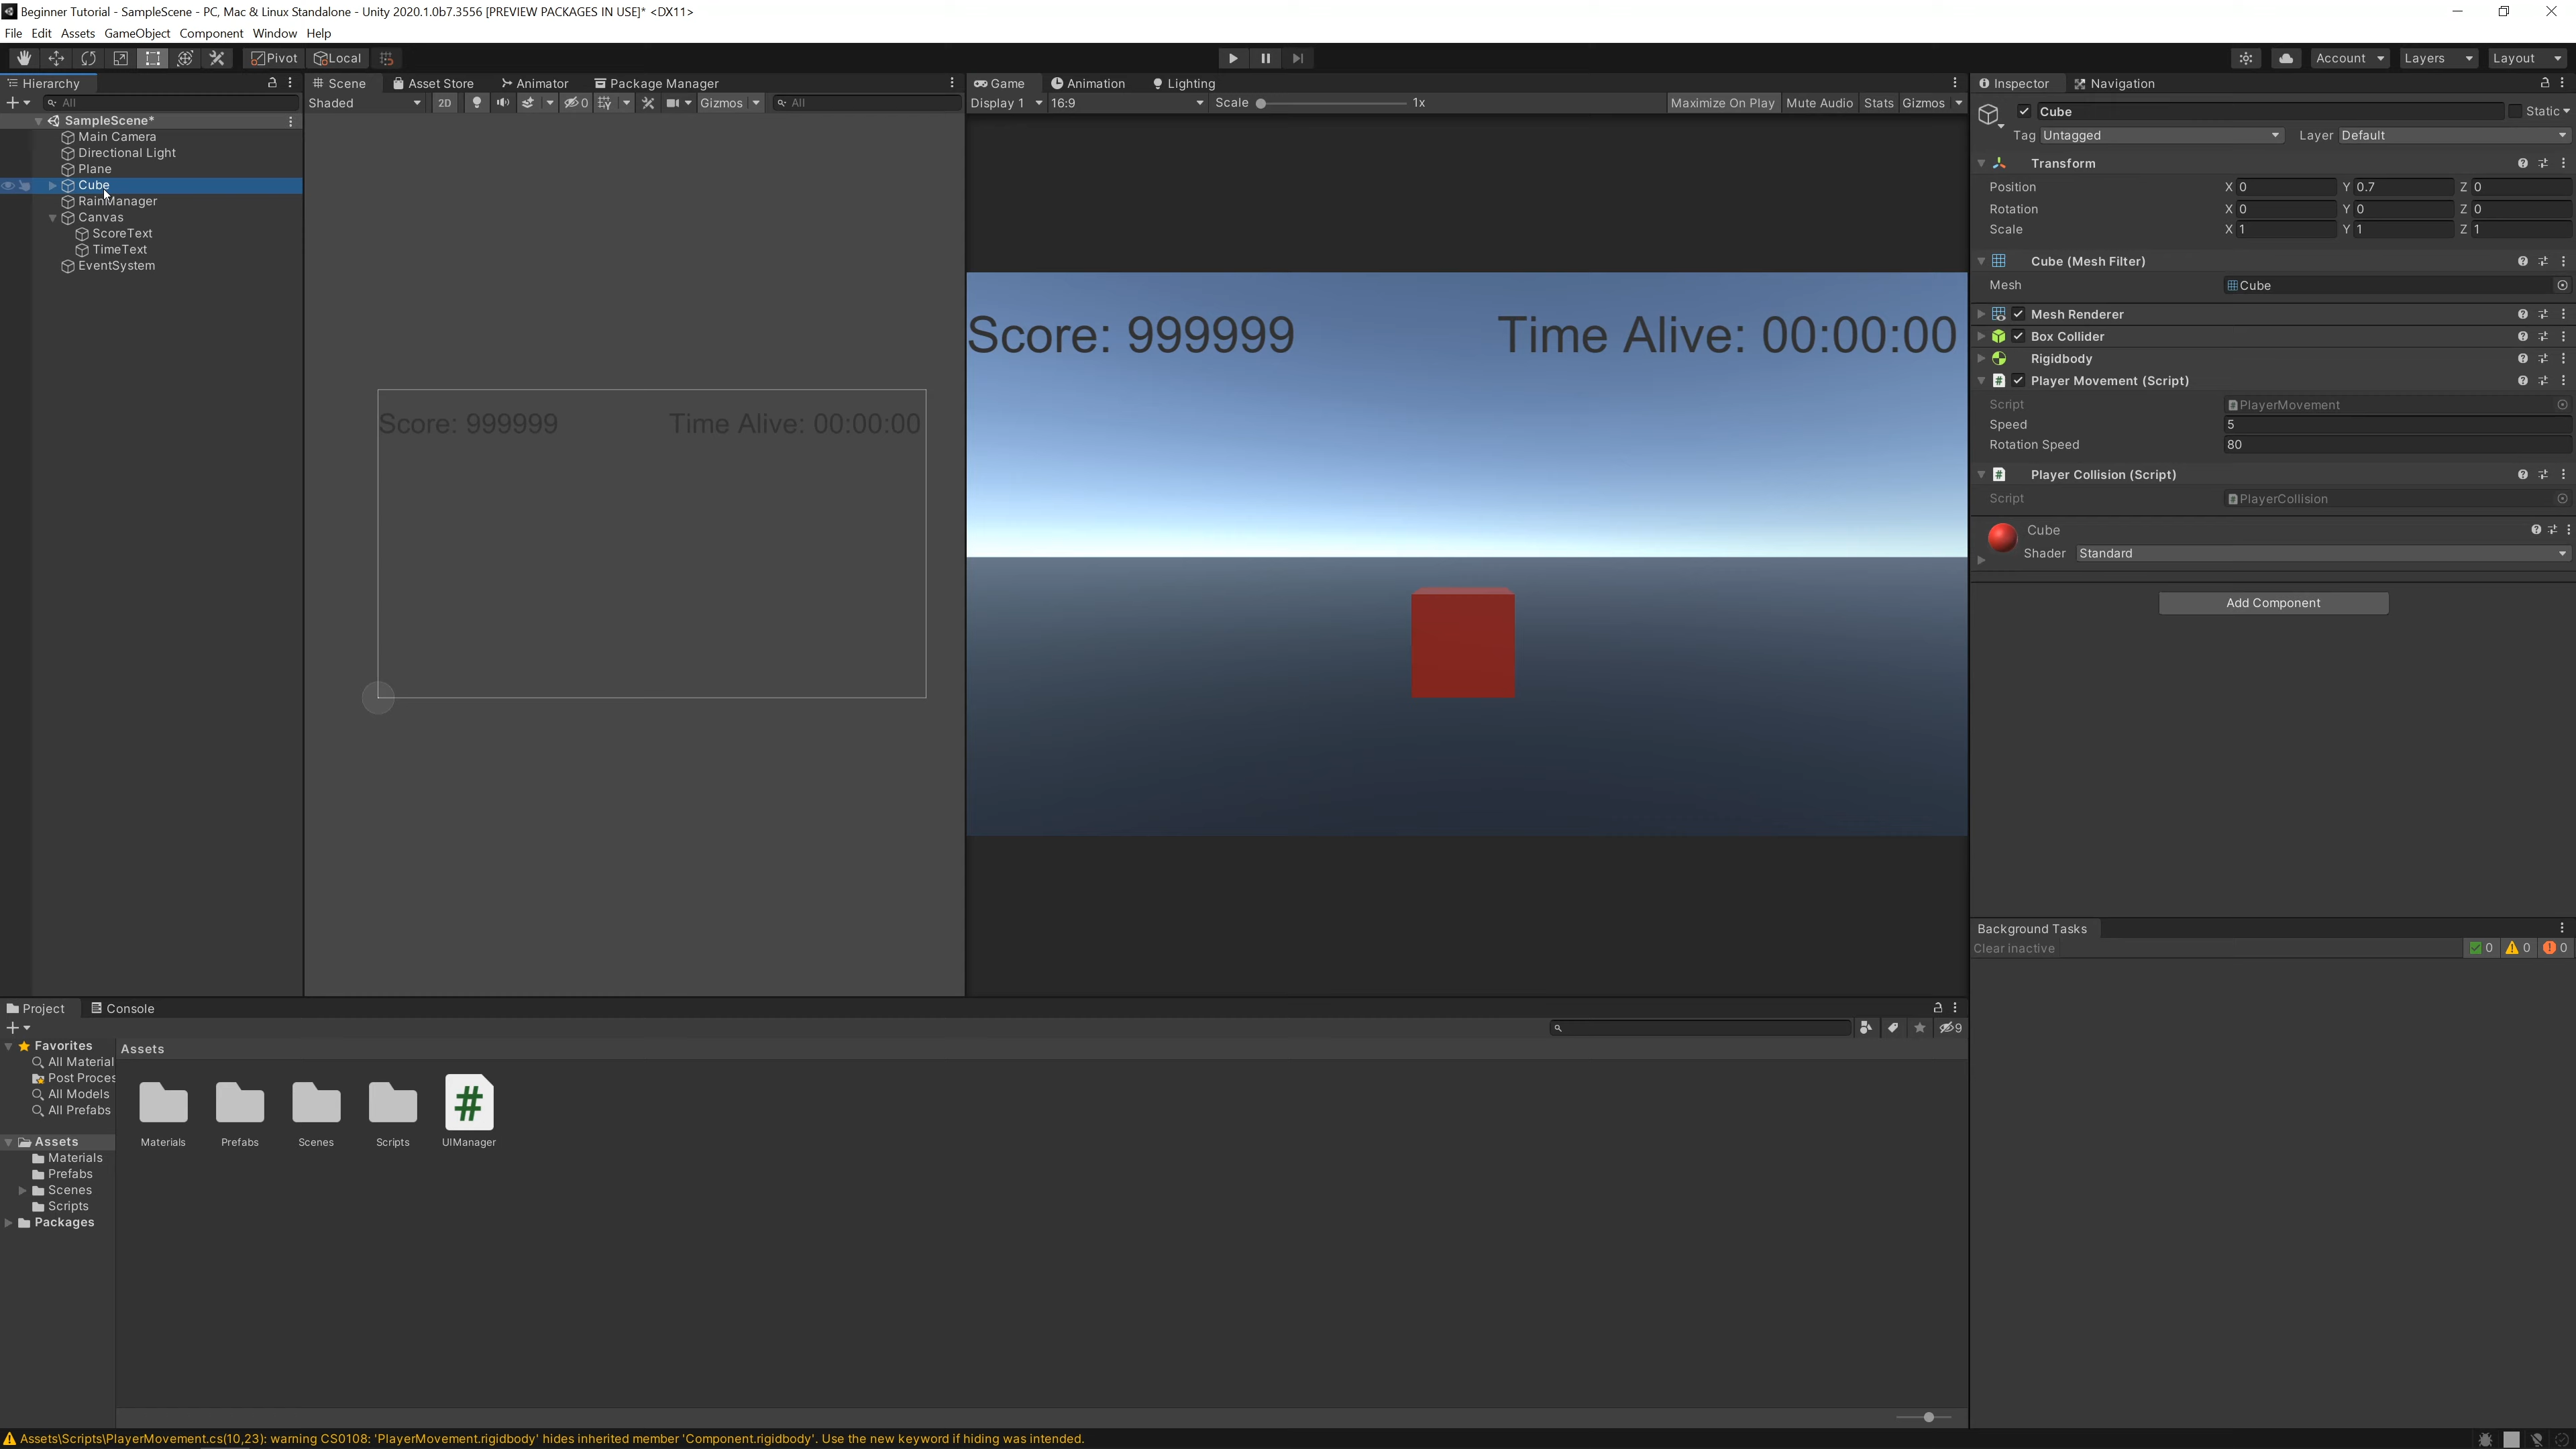 Beginner Tutorial - SampleScene - PC, Mac & Linux Standalone - Unity 2020.1.0b7.3556 [PREVIEW PACKAGES IN USE]* <DX11>
File Edit Assets GameObject Component Window Help
Pivot Local Account Layers Layout
Hierarchy
All
SampleScene*
Main Camera
Directional Light
Plane
Cube
RainManager
Canvas
ScoreText
TimeText
EventSystem
Scene Asset Store Animator Package Manager
Shaded 2D 0 Gizmos All
Score: 999999 Time Alive: 00:00:00
Game Animation Lighting
Display 1 16:9 Scale 1x Maximize On Play Mute Audio Stats Gizmos
Score: 999999 Time Alive: 00:00:00
Inspector Navigation
Cube Static
Tag Untagged Layer Default
Transform
Position X 0 Y 0.7 Z 0
Rotation X 0 Y 0 Z 0
Scale X 1 Y 1 Z 1
Cube (Mesh Filter)
Mesh Cube
Mesh Renderer
Box Collider
Rigidbody
# Player Movement (Script)
Script PlayerMovement
Speed 5
Rotation Speed 80
# Player Collision (Script)
Script PlayerCollision
Cube
Shader Standard
Add Component
Background Tasks
Clear inactive 0 0 0
Project Console
9
Favorites
All Material
Post Proces
All Models
All Prefabs
Assets
Materials
Prefabs
Scenes
Scripts
Packages
Assets
#
Materials Prefabs Scenes Scripts UIManager
Assets\Scripts\PlayerMovement.cs(10,23): warning CS0108: 'PlayerMovement.rigidbody' hides inherited member 'Component.rigidbody'. Use the new keyword if hiding was intended.